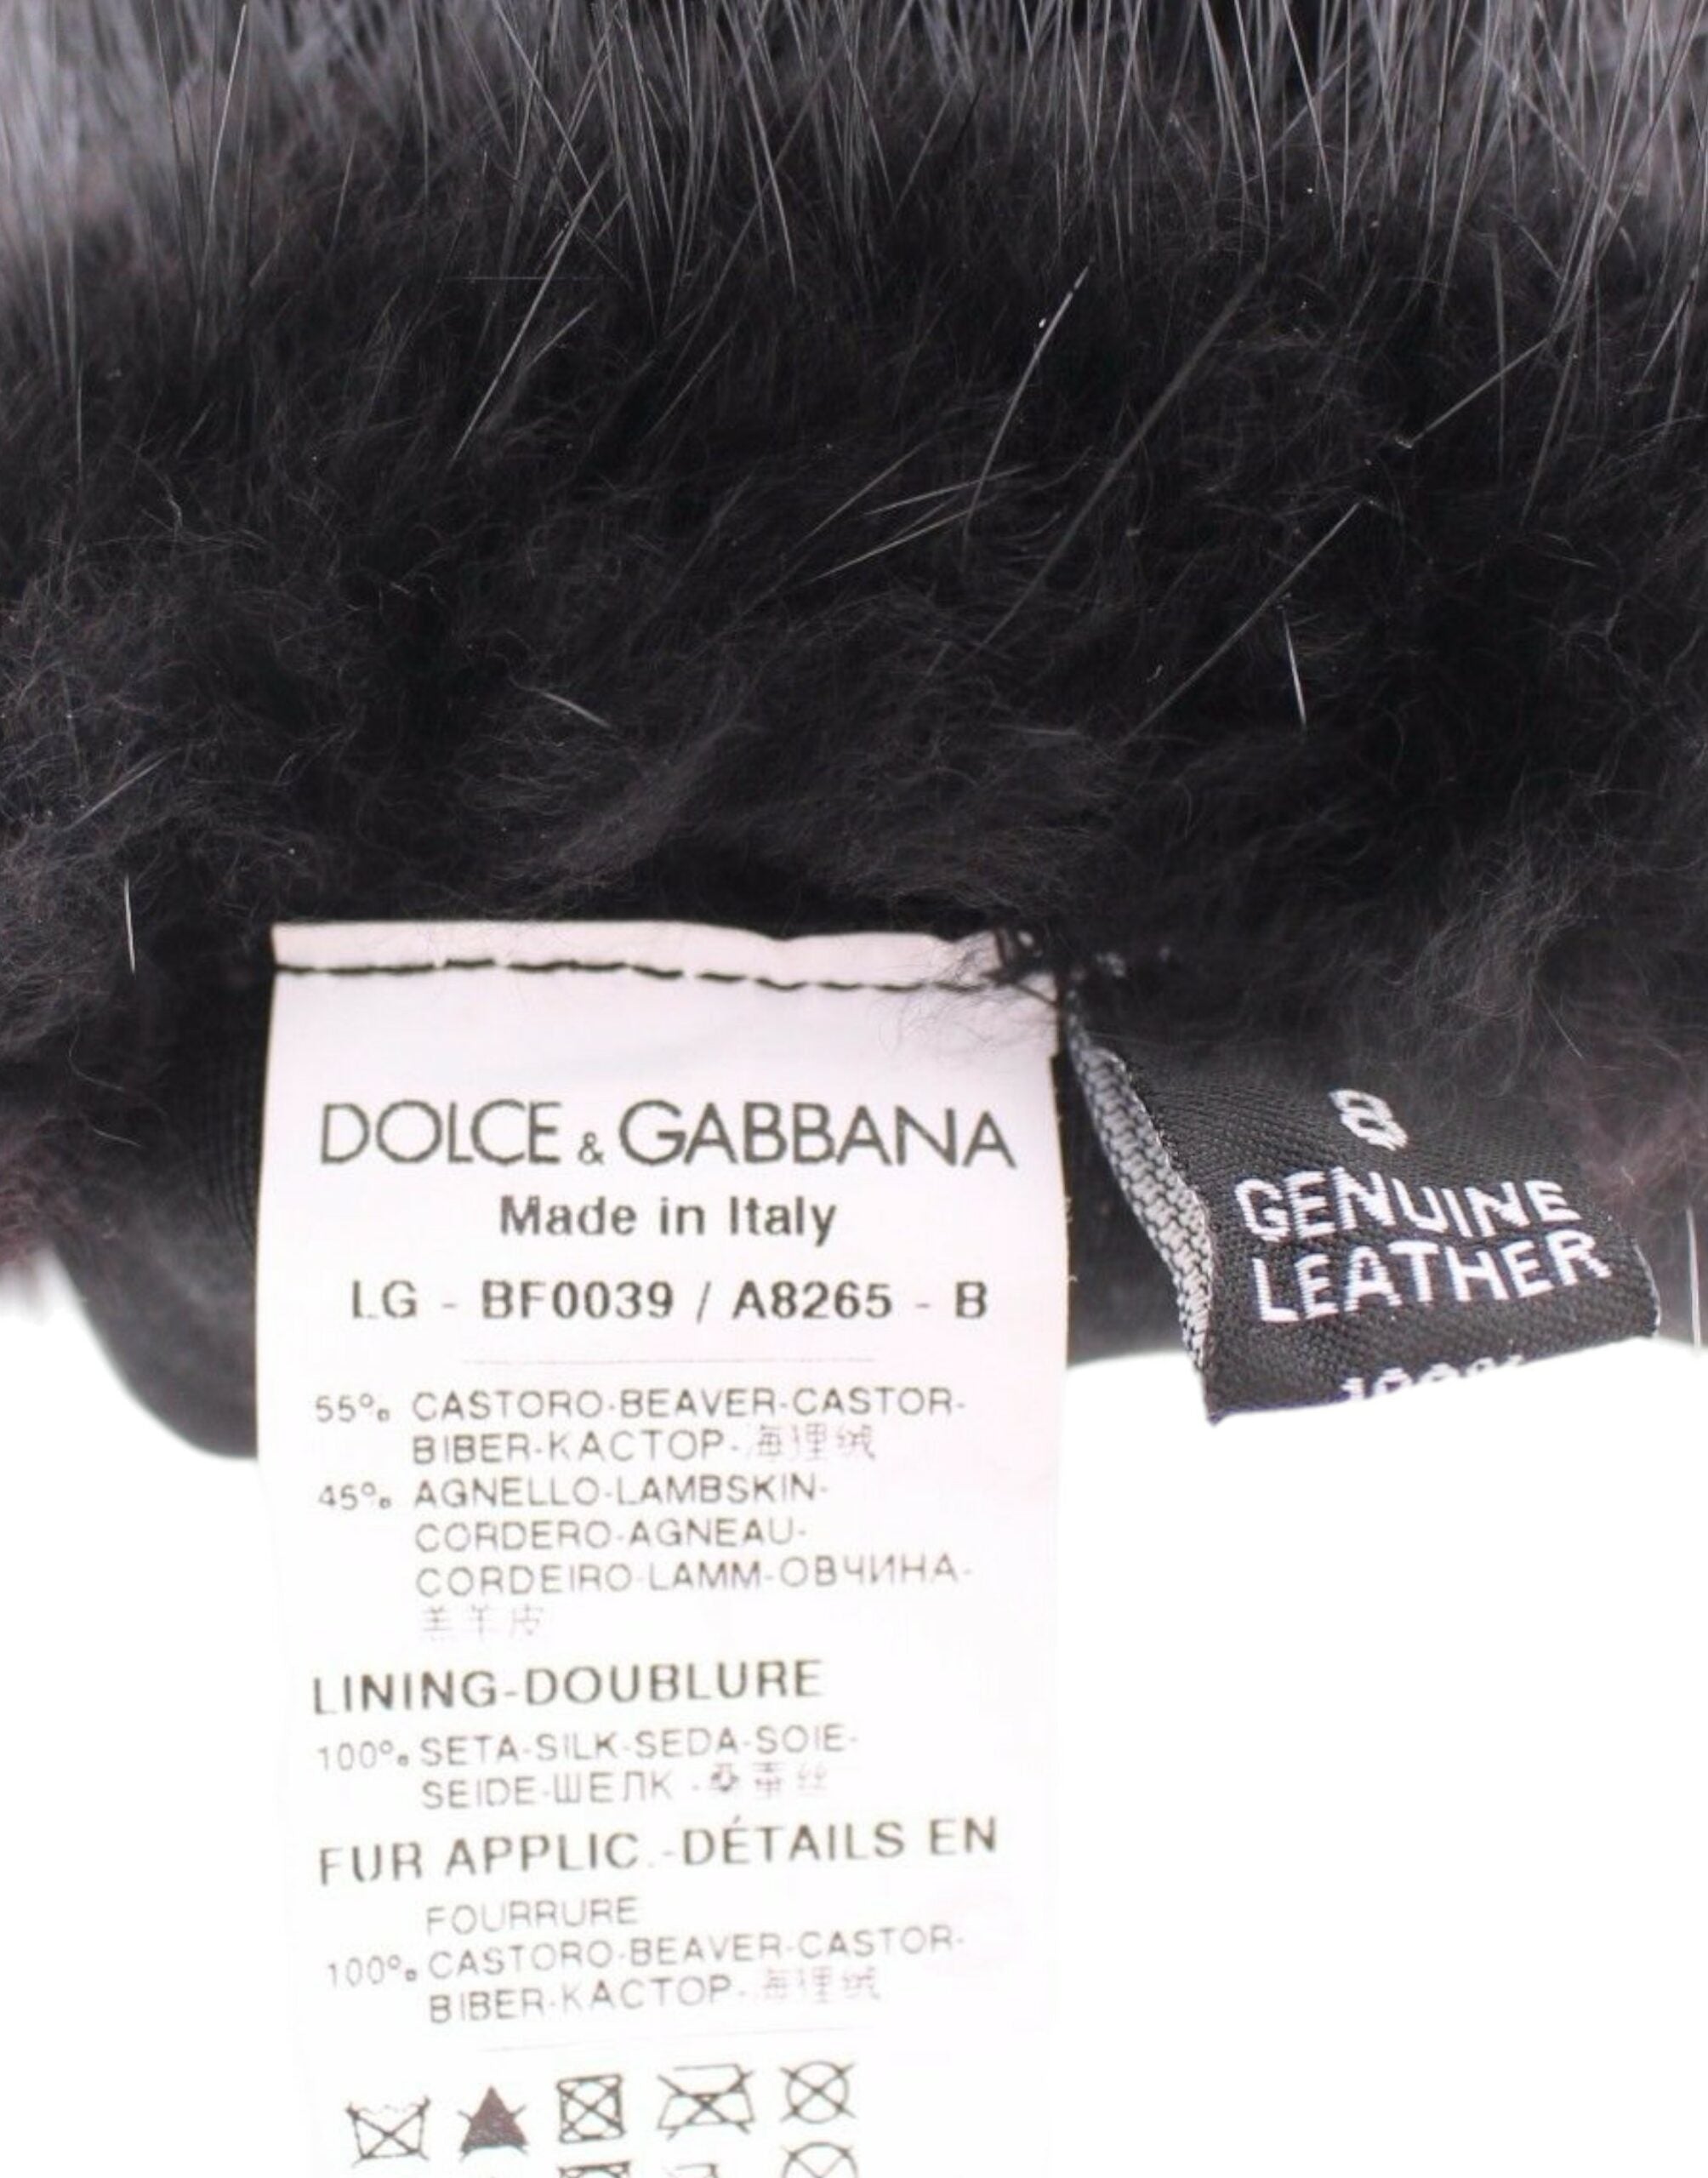 DOLCE & GABBANA
Made in Italy
LG - BF0039 / A8265 - B
55% CASTORO-BEAVER-CASTOR-
BIBER-КАСТОР-海狸绒
45% AGNELLO-LAMBSKIN-
CORDERO-AGNEAU-
CORDEIRO-LAMM-ОВЧИНА-
羔羊皮
LINING-DOUBLURE
100% SETA-SILK-SEDA-SOIE-
SEIDE-ШЕЛК -桑蚕丝
FUR APPLIC.-DÉTAILS EN
FOURRURE
100% CASTORO-BEAVER-CASTOR-
BIBER-КАСТОР-海狸绒
8
GENUINE
LEATHER